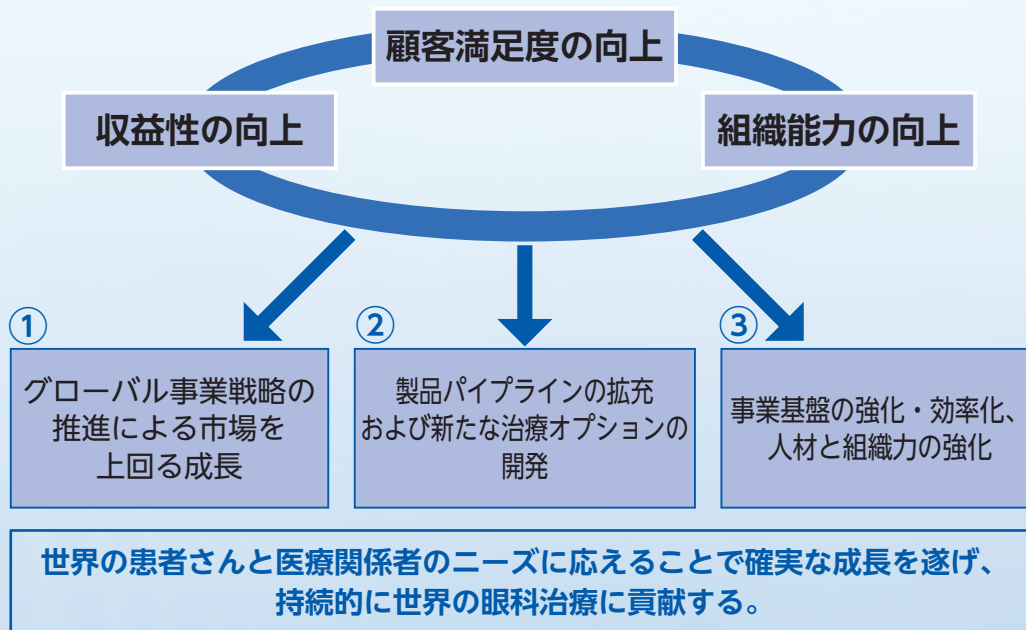 顧客満足度の向上
収益性の向上
組織能力の向上
①
グローバル事業戦略の
推進による市場を
上回る成長
②
製品パイプラインの拡充
および新たな治療オプションの
開発
③
事業基盤の強化・効率化、
人材と組織力の強化
世界の患者さんと医療関係者のニーズに応えることで確実な成長を遂げ、
持続的に世界の眼科治療に貢献する。